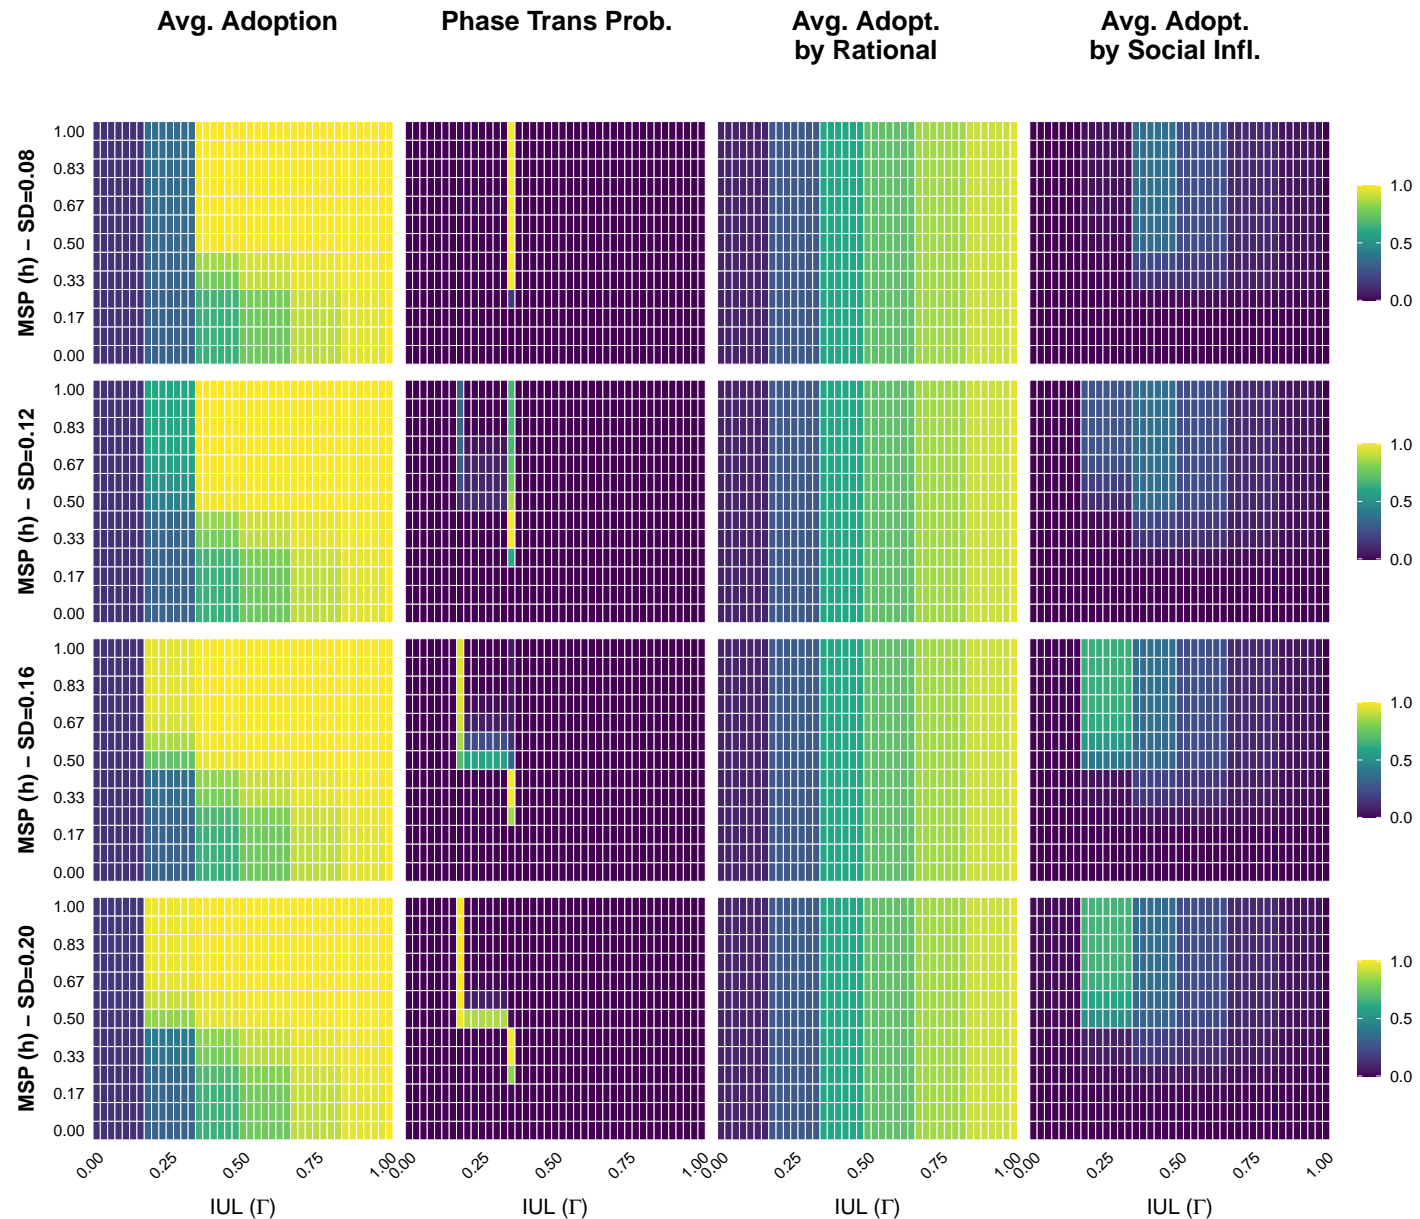 Avg. Adoption
Phase Trans Prob.
Avg. Adopt.
by Rational
Avg. Adopt.
by Social Infl.
MSP (h) − SD=0.08
1.00
0.83
0.67
0.50
0.33
0.17
0.00
1.0
0.5
0.0
MSP (h) − SD=0.12
1.00
0.83
0.67
0.50
0.33
0.17
0.00
1.0
0.5
0.0
MSP (h) − SD=0.16
1.00
0.83
0.67
0.50
0.33
0.17
0.00
1.0
0.5
0.0
MSP (h) − SD=0.20
1.00
0.83
0.67
0.50
0.33
0.17
0.00
1.0
0.5
0.0
0.00 0.25 0.50 0.75 1.00
0.00 0.25 0.50 0.75 1.00
0.00 0.25 0.50 0.75 1.00
0.00 0.25 0.50 0.75 1.00
IUL (Γ)
IUL (Γ)
IUL (Γ)
IUL (Γ)